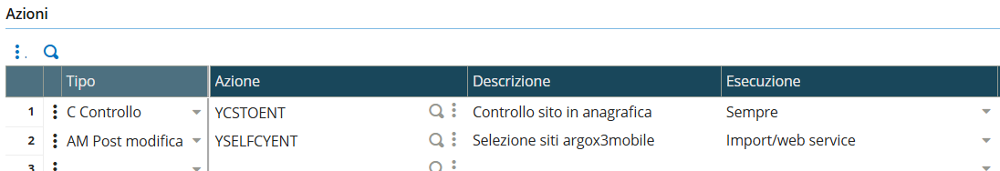 Azioni
Tipo Azione Descrizione Esecuzione
1 C Controllo YCSTOENT Controllo sito in anagrafica Sempre
2 AM Post modifica YSELFCYENT Selezione siti argox3mobile Import/web service
3